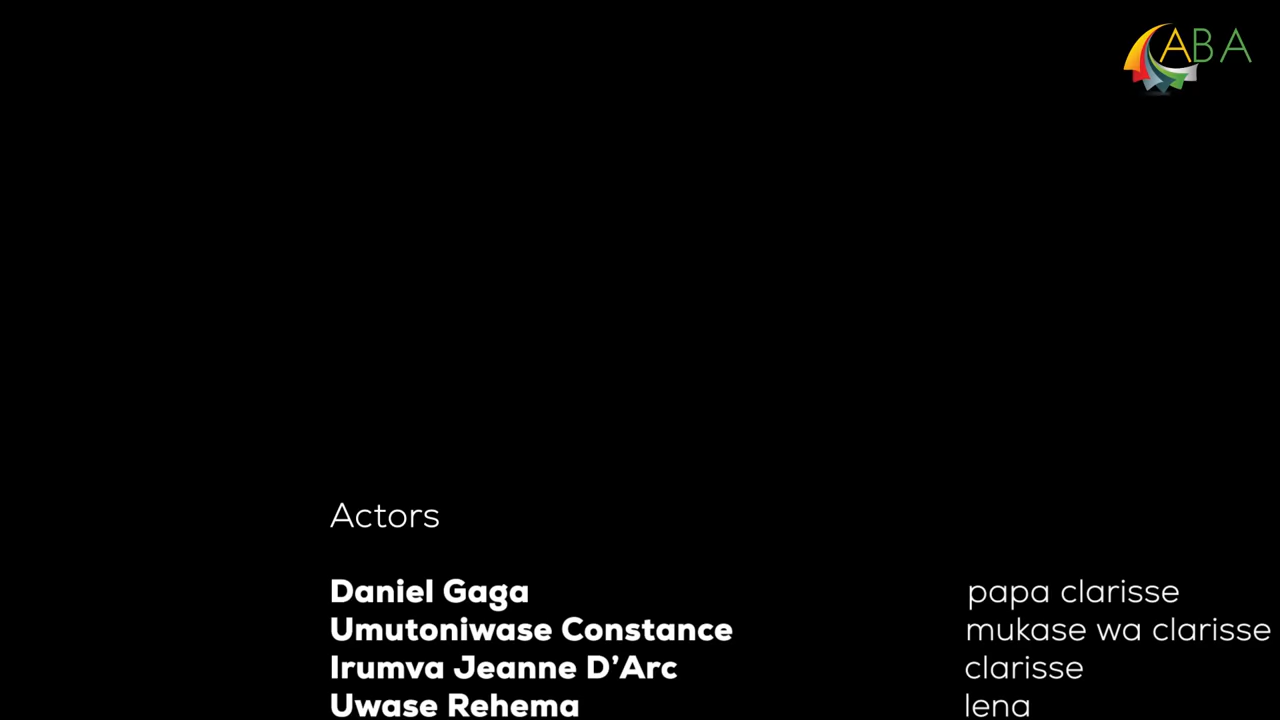 ABA
Actors
Daniel Gaga papa clarisse
Umutoniwase Constance mukase wa clarisse
Irumva Jeanne D’Arc clarisse
Uwase Rehema lena